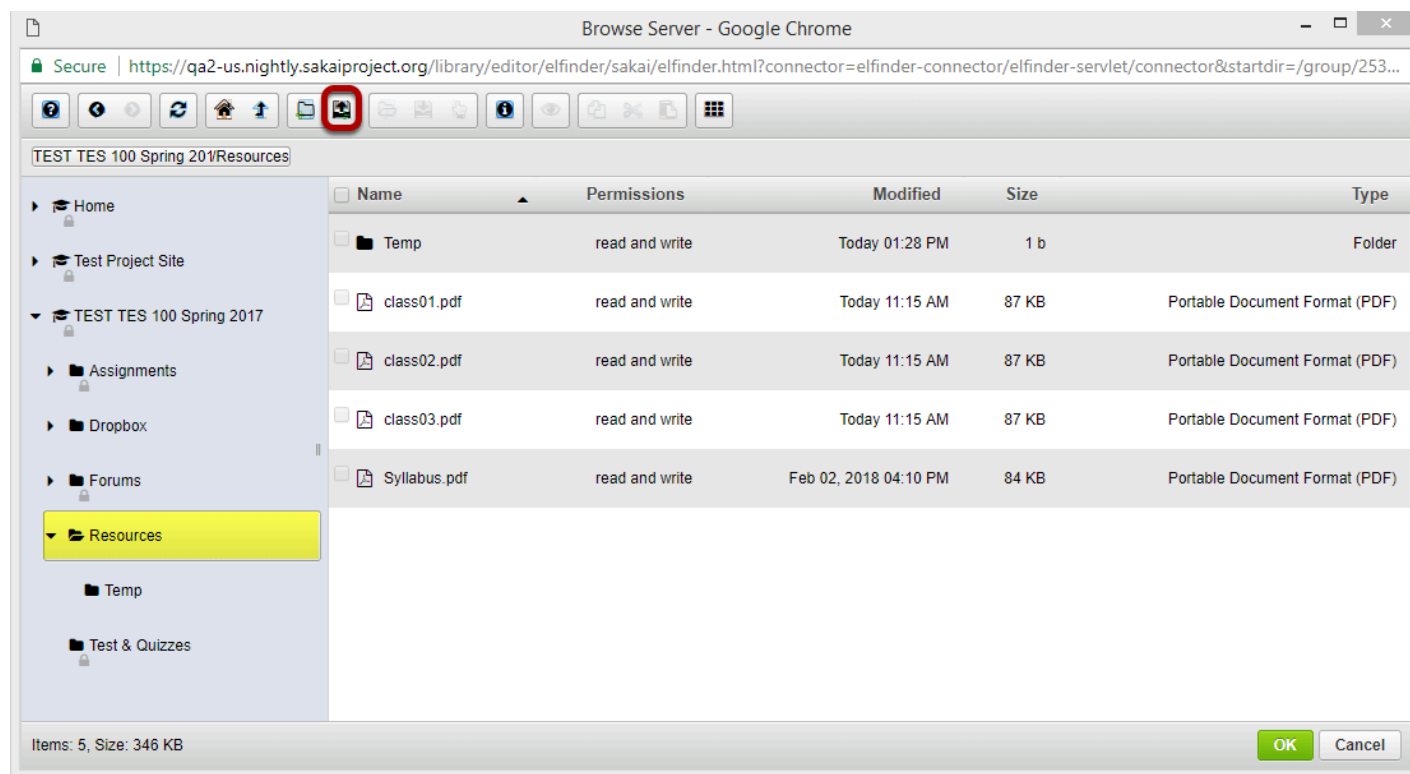 Browse Server - Google Chrome
Secure | https://qa2-us.nightly.sakaiproject.org/library/editor/elfinder/sakai/elfinder.html?connector=elfinder-connector/elfinder-servlet/connector&startdir=/group/253...
TEST TES 100 Spring 201/Resources
Home
Test Project Site
TEST TES 100 Spring 2017
Assignments
Dropbox
Forums
Resources
Temp
Test & Quizzes
Name Permissions Modified Size Type
Temp read and write Today 01:28 PM 1 b Folder
class01.pdf read and write Today 11:15 AM 87 KB Portable Document Format (PDF)
class02.pdf read and write Today 11:15 AM 87 KB Portable Document Format (PDF)
class03.pdf read and write Today 11:15 AM 87 KB Portable Document Format (PDF)
Syllabus.pdf read and write Feb 02, 2018 04:10 PM 84 KB Portable Document Format (PDF)
Items: 5, Size: 346 KB
OK Cancel